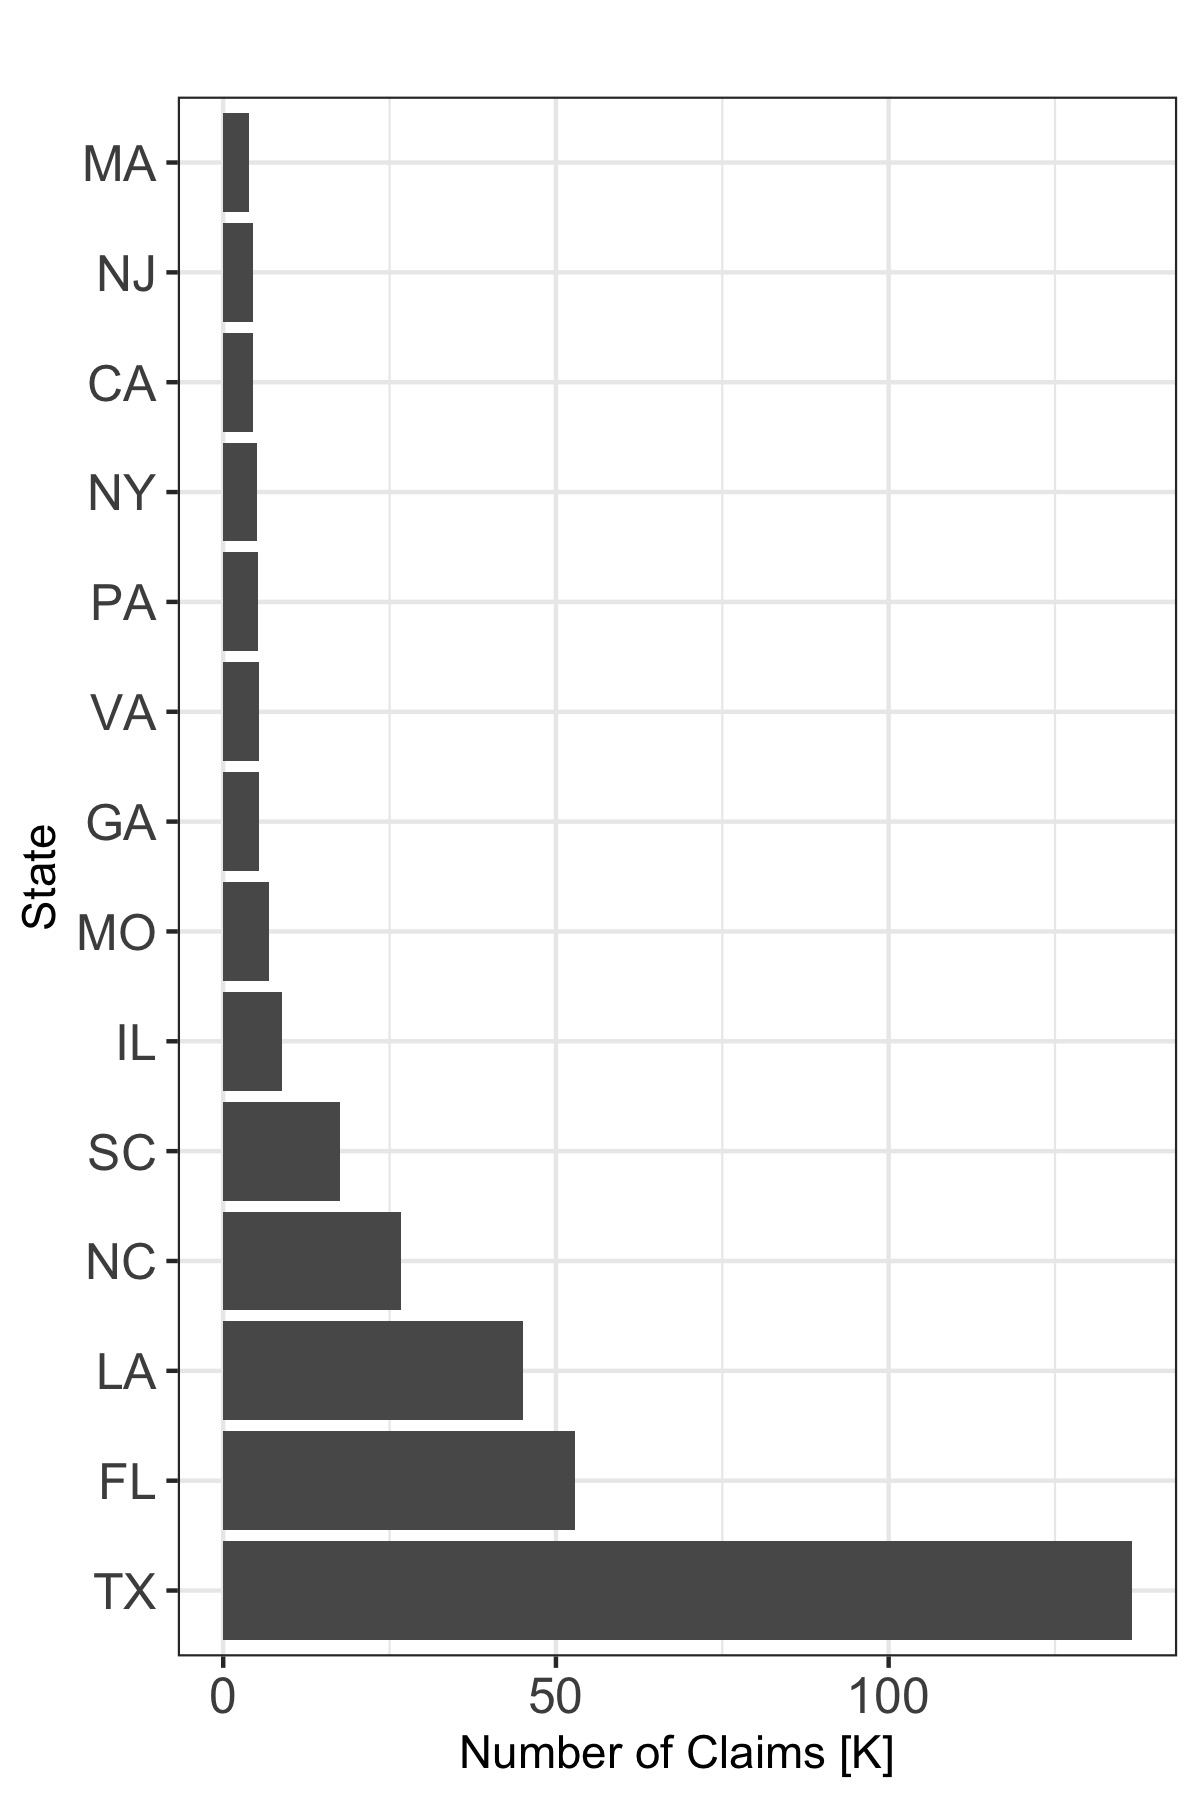 MA
NJ
CA
NY
PA
VA
GA
MO
IL
SC
NC
LA
FL
TX
State
0 50 100
Number of Claims [K]